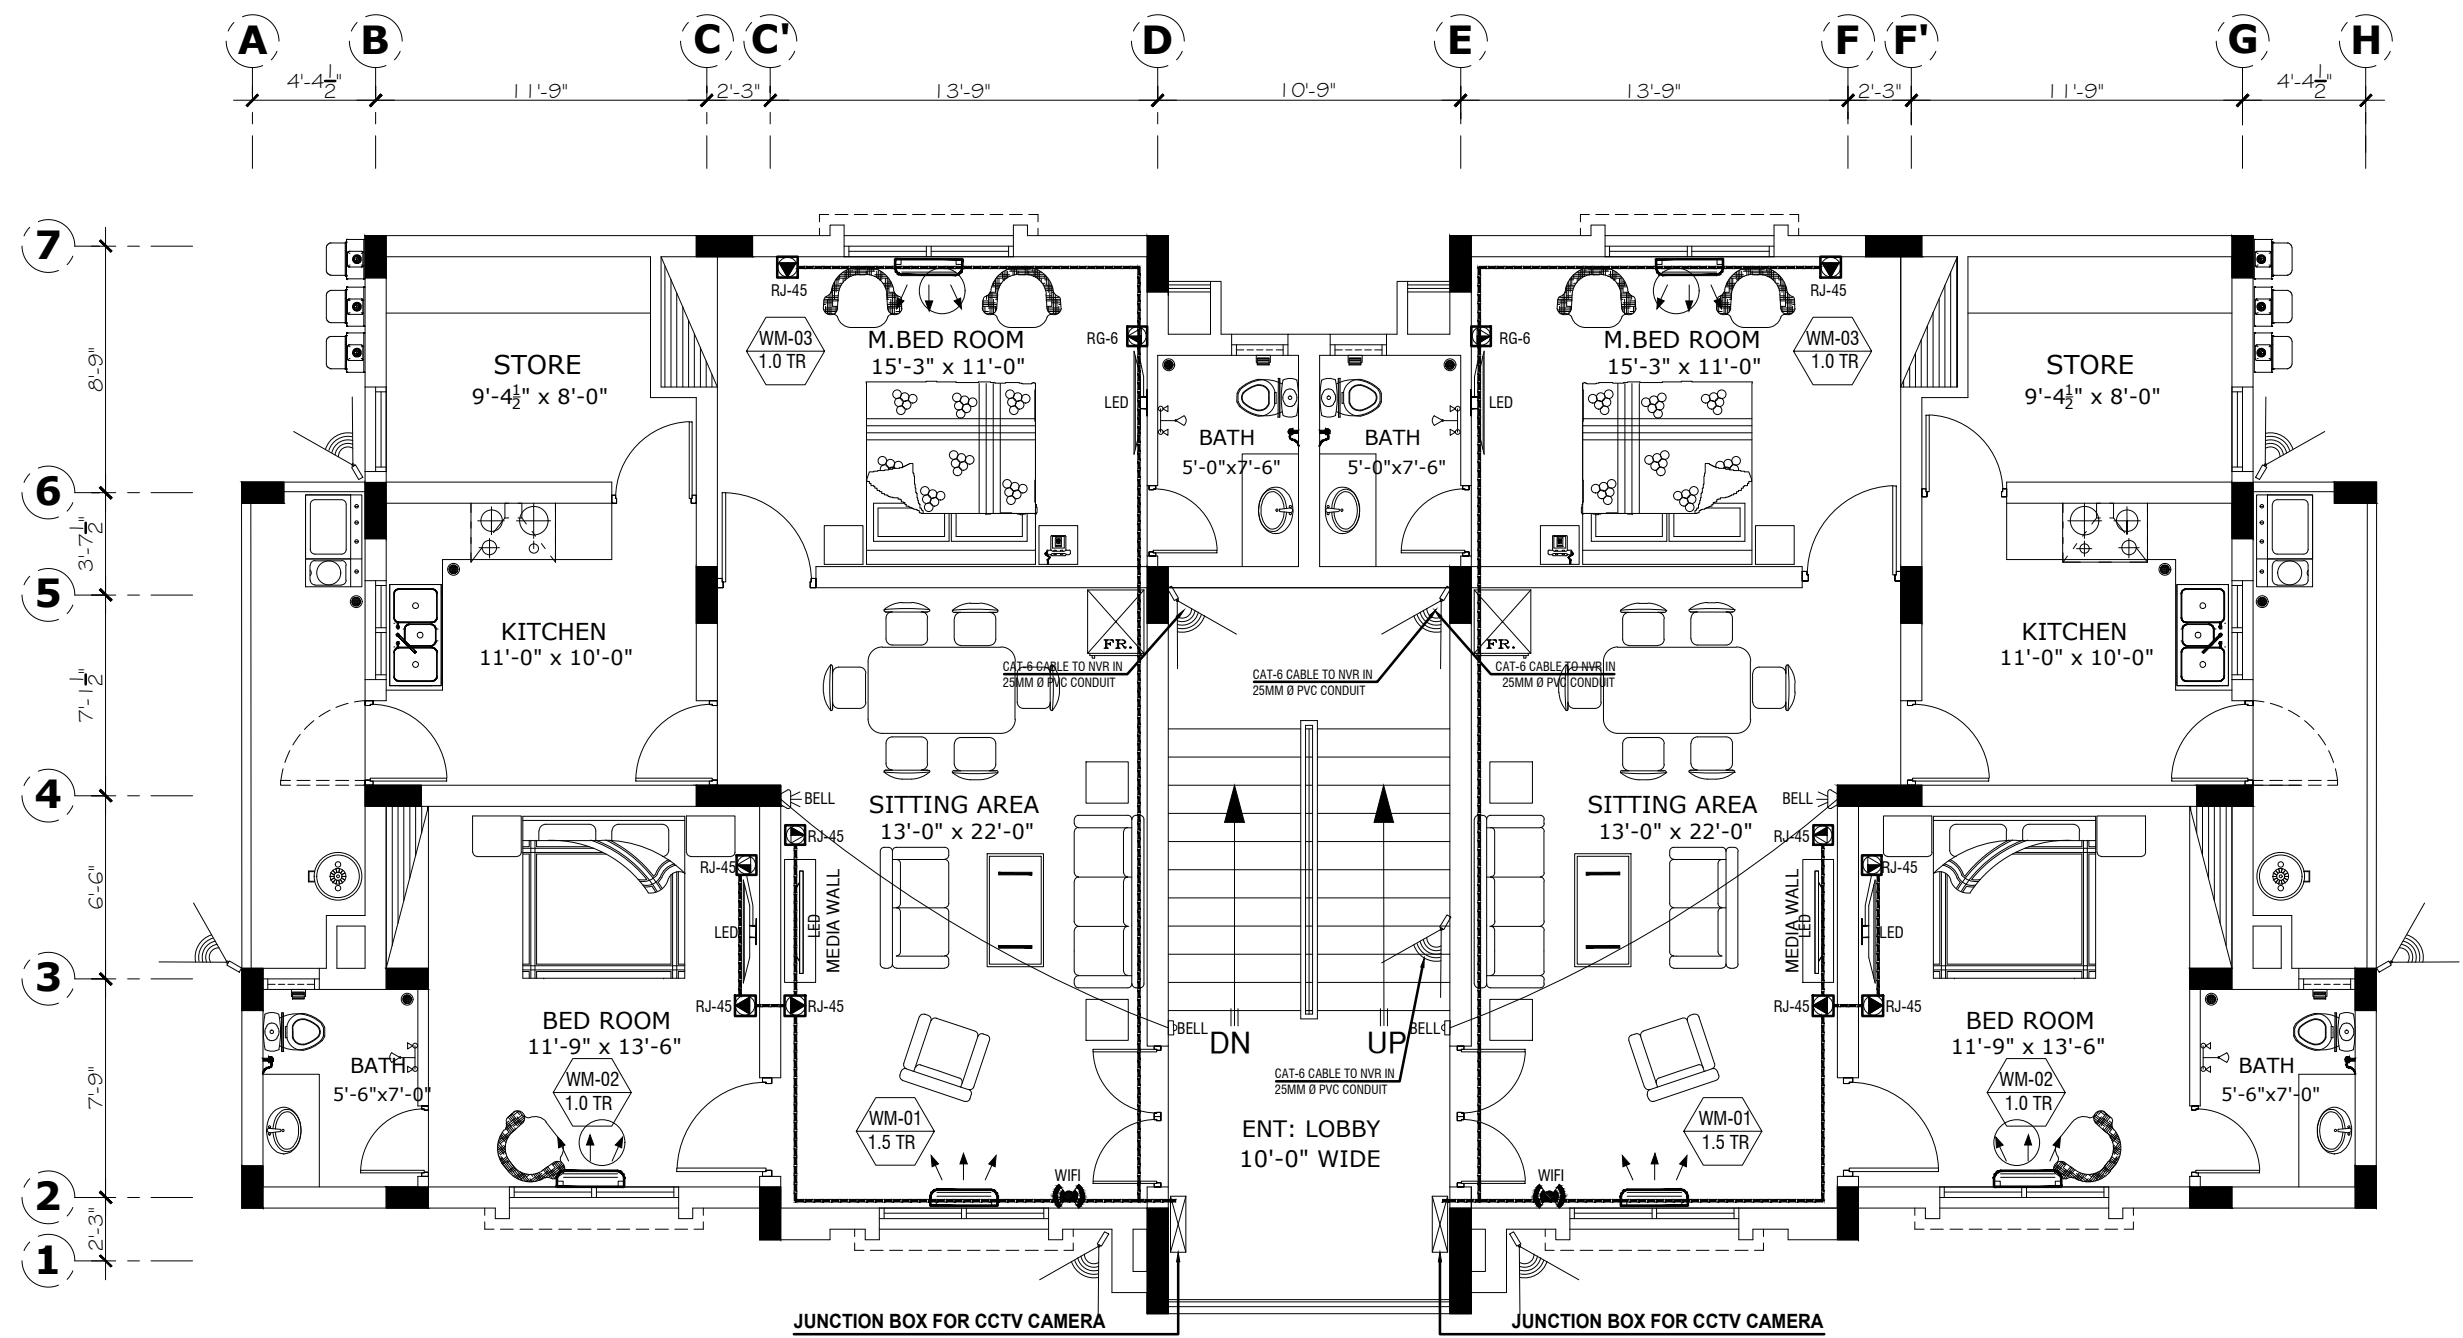 A B C C' D E F F' G H
4'-4½" 11'-9" 2'-3" 13'-9" 10'-9" 13'-9" 2'-3" 11'-9" 4'-4½"
7
6
5
4
3
2
1
8'-9"
3'-7½"
7'-1½"
6'-6"
7'-9"
2'-3"
RJ-45
RJ-45
RG-6
RG-6
WM-03
1.0 TR
M.BED ROOM
15'-3" x 11'-0"
M.BED ROOM
15'-3" x 11'-0"
WM-03
1.0 TR
STORE
9'-4½" x 8'-0"
STORE
9'-4½" x 8'-0"
LED
LED
BATH
5'-0"x7'-6"
BATH
5'-0"x7'-6"
KITCHEN
11'-0" x 10'-0"
KITCHEN
11'-0" x 10'-0"
FR.
FR.
CAT-6 CABLE TO NVR IN
25MM Ø PVC CONDUIT
CAT-6 CABLE TO NVR IN
25MM Ø PVC CONDUIT
CAT-6 CABLE TO NVR IN
25MM Ø PVC CONDUIT
BELL
SITTING AREA
13'-0" x 22'-0"
SITTING AREA
13'-0" x 22'-0"
BELL
RJ-45
RJ-45
RJ-45
RJ-45
LED
LED
MEDIA WALL
MEDIA WALL
LED
LED
RJ-45
RJ-45
RJ-45
RJ-45
BED ROOM
11'-9" x 13'-6"
BELL
DN
UP
BELL
BED ROOM
11'-9" x 13'-6"
BATH
5'-6"x7'-0"
WM-02
1.0 TR
CAT-6 CABLE TO NVR IN
25MM Ø PVC CONDUIT
WM-02
1.0 TR
BATH
5'-6"x7'-0"
WM-01
1.5 TR
ENT: LOBBY
10'-0" WIDE
WM-01
1.5 TR
WIFI
WIFI
JUNCTION BOX FOR CCTV CAMERA
JUNCTION BOX FOR CCTV CAMERA